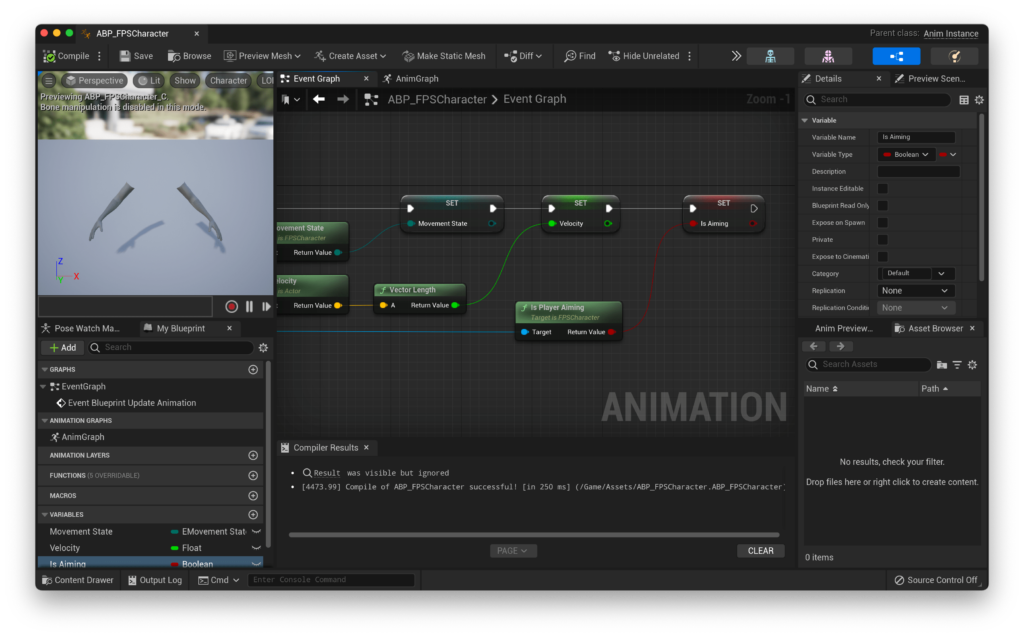 ABP_FPSCharacter
Parent class: Anim Instance
Compile Save Browse Preview Mesh Create Asset Make Static Mesh Diff Find Hide Unrelated
Perspective Lit Show Character LO
Previewing ABP_FPSCharacter_C.
Bone manipulation is disabled in this mode.
Z
X
Y
Event Graph
AnimGraph
ABP_FPSCharacter > Event Graph
Zoom -1
SET
Movement State
SET
Velocity
SET
Is Aiming
ovement State
is FPSCharacter
Return Value
locity
is Actor
Return Value
Vector Length
A Return Value
Is Player Aiming
Target is FPSCharacter
Target Return Value
ANIMATION
Compiler Results
Result was visible but ignored
[4473.99] Compile of ABP_FPSCharacter successful! [in 250 ms] (/Game/Assets/ABP_FPSCharacter.ABP_FPSCharacter)
PAGE
CLEAR
Pose Watch Ma...
My Blueprint
+ Add
Search
GRAPHS
EventGraph
Event Blueprint Update Animation
ANIMATION GRAPHS
AnimGraph
ANIMATION LAYERS
FUNCTIONS (5 OVERRIDABLE)
MACROS
VARIABLES
Movement State EMovement Stat
Velocity Float
Is Aiming Boolean
Details
Preview Scen...
Search
Variable
Variable Name Is Aiming
Variable Type Boolean
Description
Instance Editable
Blueprint Read Only
Expose on Spawn
Private
Expose to Cinemati
Category Default
Replication None
Replication Conditi None
Anim Preview...
Asset Browser
Search Assets
Name Path
No results, check your filter.
Drop files here or right click to create content.
0 items
Content Drawer Output Log Cmd Enter Console Command
Source Control Off